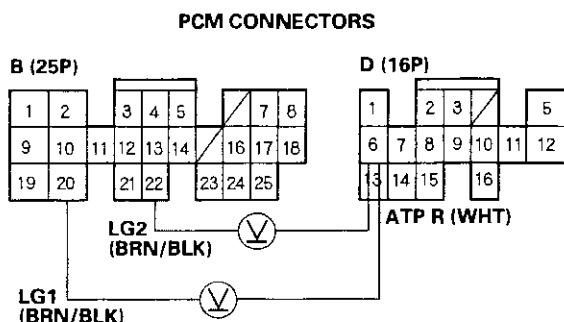 PCM CONNECTORS
B (25P)
D (16P)
1 2 3 4 5 7 8
9 10 11 12 13 14 16 17 18
19 20 21 22 23 24 25
1 2 3 5
6 7 8 9 10 11 12
13 14 15 16
ATP R (WHT)
LG2
(BRN/BLK)
V
LG1
(BRN/BLK)
V